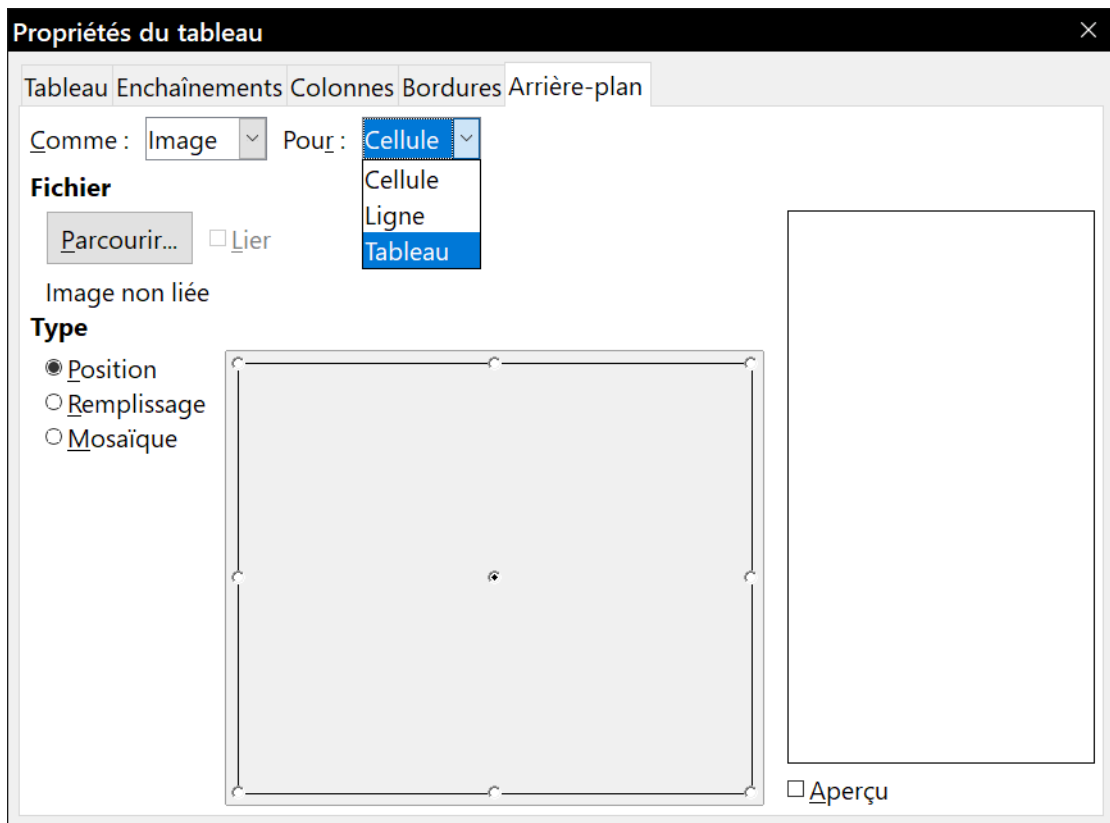 Propriétés du tableau
Tableau Enchaînements Colonnes Bordures Arrière-plan
Comme : Image Pour : Cellule
Cellule
Ligne
Tableau
Fichier
Parcourir... Lier
Image non liée
Type
Position
Remplissage
Mosaïque
Aperçu